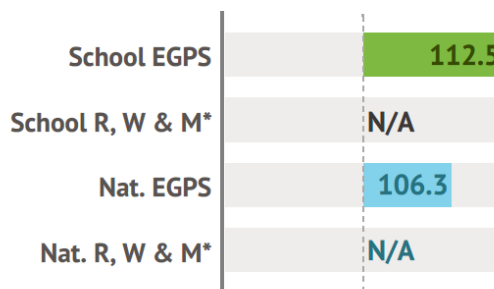 School EGPS 112.5
School R, W & M* N/A
Nat. EGPS 106.3
Nat. R, W & M* N/A